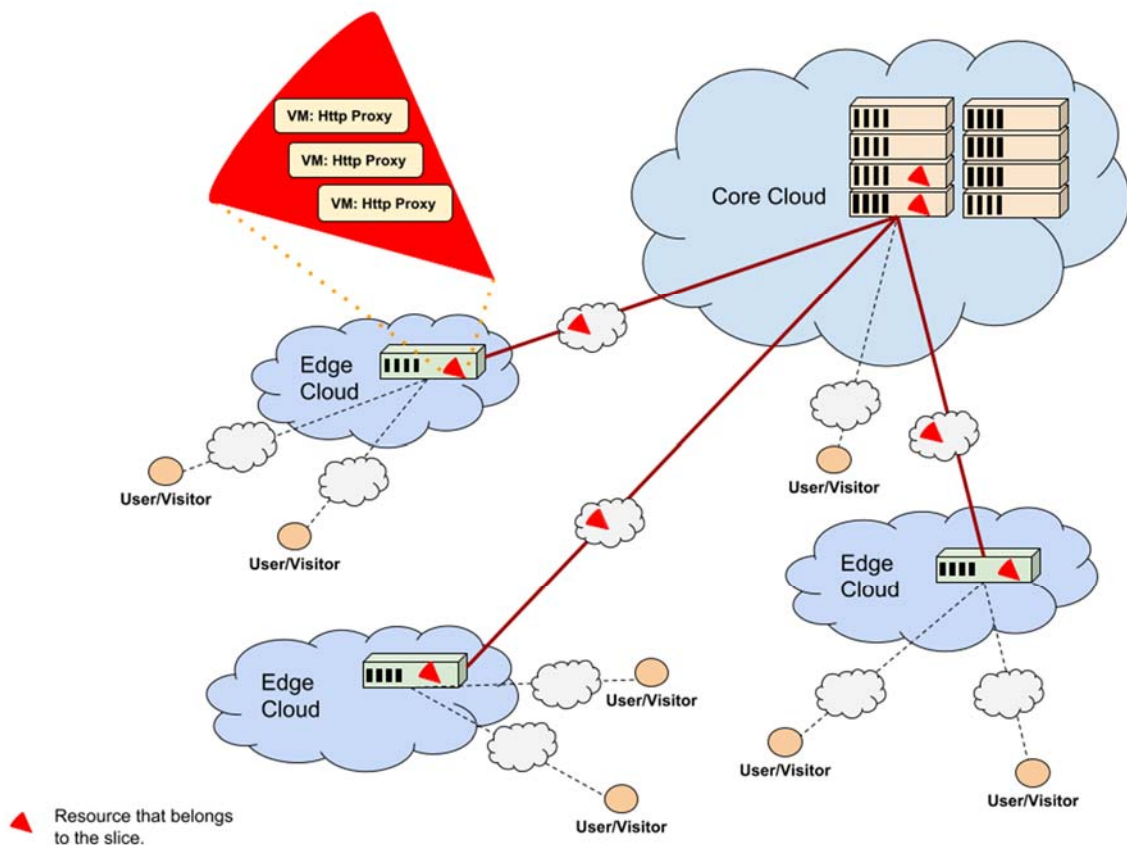 VM: Http Proxy
VM: Http Proxy
VM: Http Proxy
Core Cloud
Edge
Cloud
User/Visitor
User/Visitor
User/Visitor
Edge
Cloud
Edge
Cloud
User/Visitor
User/Visitor
User/Visitor
User/Visitor
Resource that belongs
to the slice.